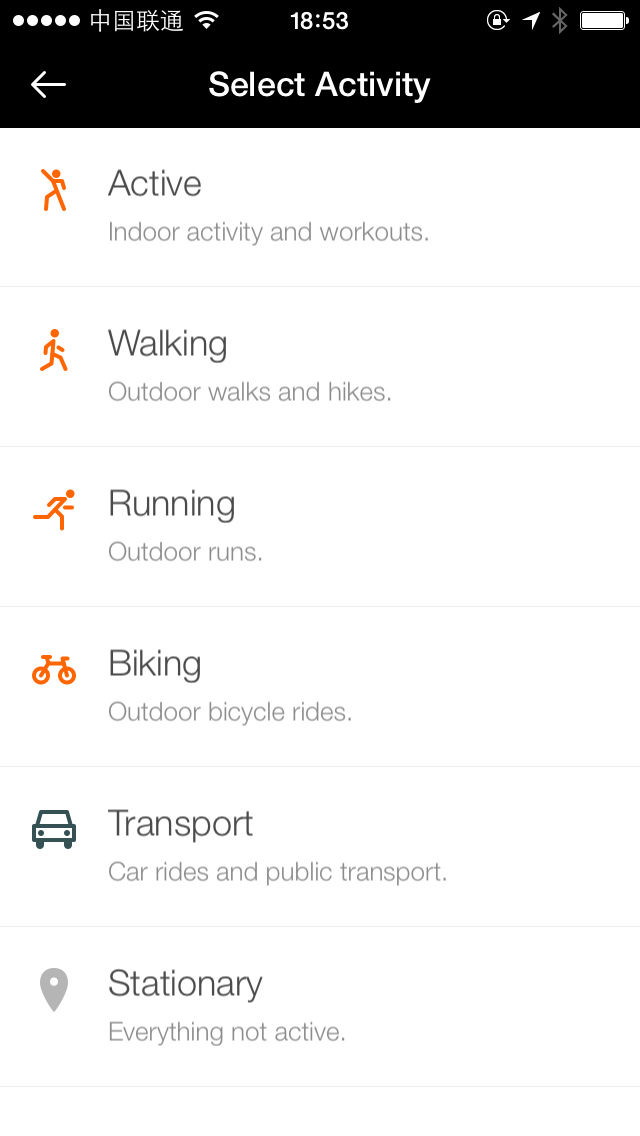 中国联通 18:53
Select Activity
Active
Indoor activity and workouts.
Walking
Outdoor walks and hikes.
Running
Outdoor runs.
Biking
Outdoor bicycle rides.
Transport
Car rides and public transport.
Stationary
Everything not active.